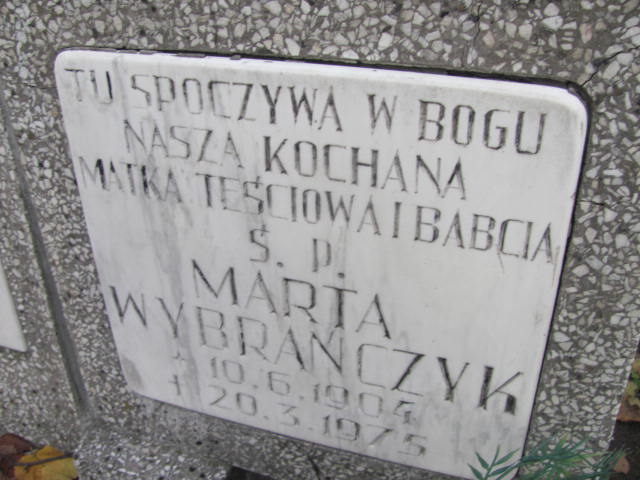 TU SPOCZYWA W BOGU
NASZA KOCHANA
MATKA TEŚCIOWA I BABCIA
Ś. P.
MARTA
WYBRAŃCZYK
* 10.6.1904
† 20.3.1975